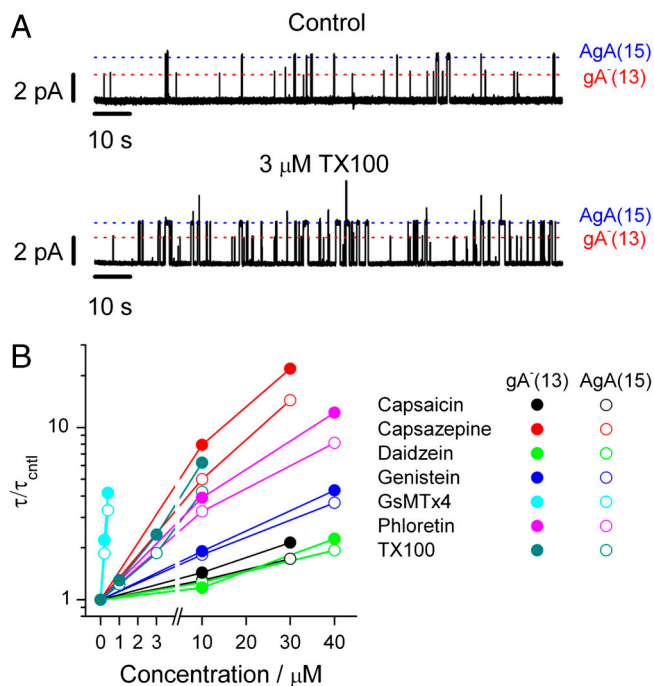 A
Control
AgA(15)
gA⁻(13)
2 pA
10 s
3 μM TX100
AgA(15)
gA⁻(13)
2 pA
10 s
B
gA⁻(13) AgA(15)
Capsaicin
Capsazepine
Daidzein
Genistein
GsMTx4
Phloretin
TX100
τ/τcntl
10
1
0 1 2 3 // 10 20 30 40
Concentration / μM